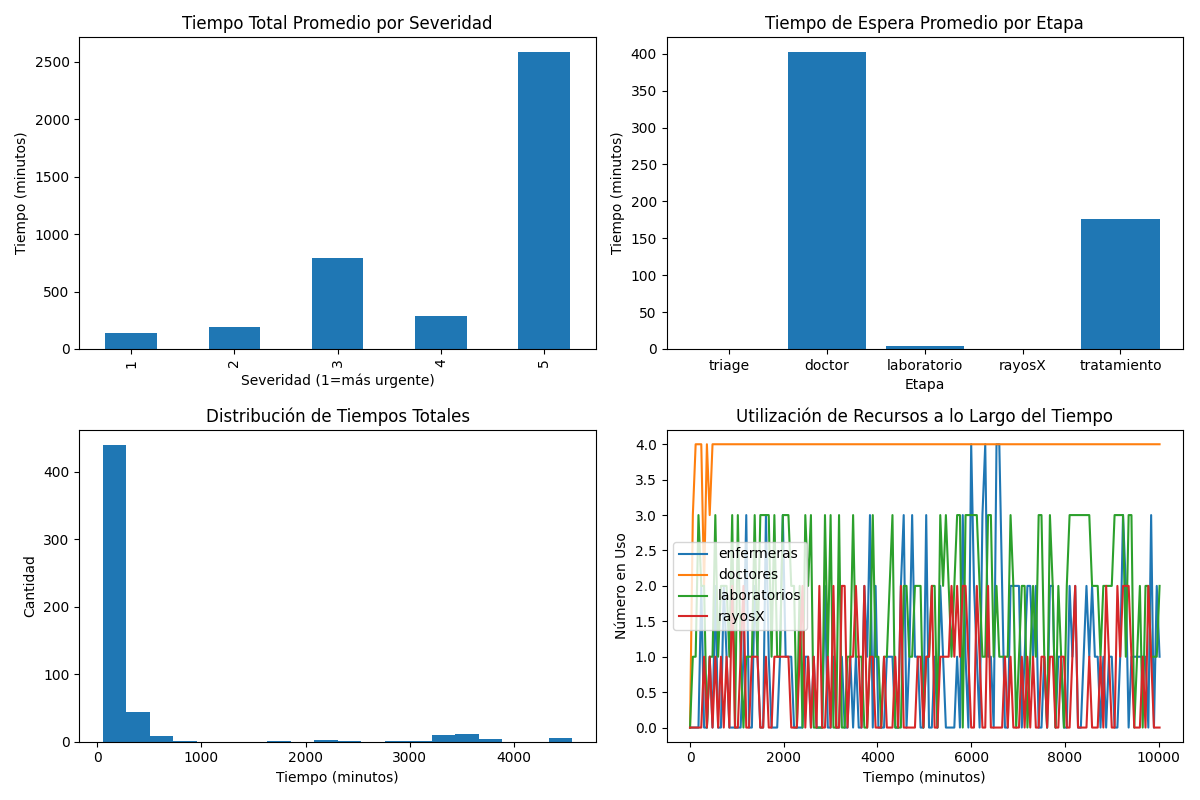 Tiempo Total Promedio por Severidad
Tiempo (minutos)
2500
2000
1500
1000
500
0
1 2 3 4 5
Severidad (1=más urgente)
Tiempo de Espera Promedio por Etapa
Tiempo (minutos)
400
350
300
250
200
150
100
50
0
triage doctor laboratorio rayosX tratamiento
Etapa
Distribución de Tiempos Totales
Cantidad
400
300
200
100
0
0 1000 2000 3000 4000
Tiempo (minutos)
Utilización de Recursos a lo Largo del Tiempo
Número en Uso
4.0
3.5
3.0
2.5
2.0
1.5
1.0
0.5
0.0
enfermeras
doctores
laboratorios
rayosX
0 2000 4000 6000 8000 10000
Tiempo (minutos)